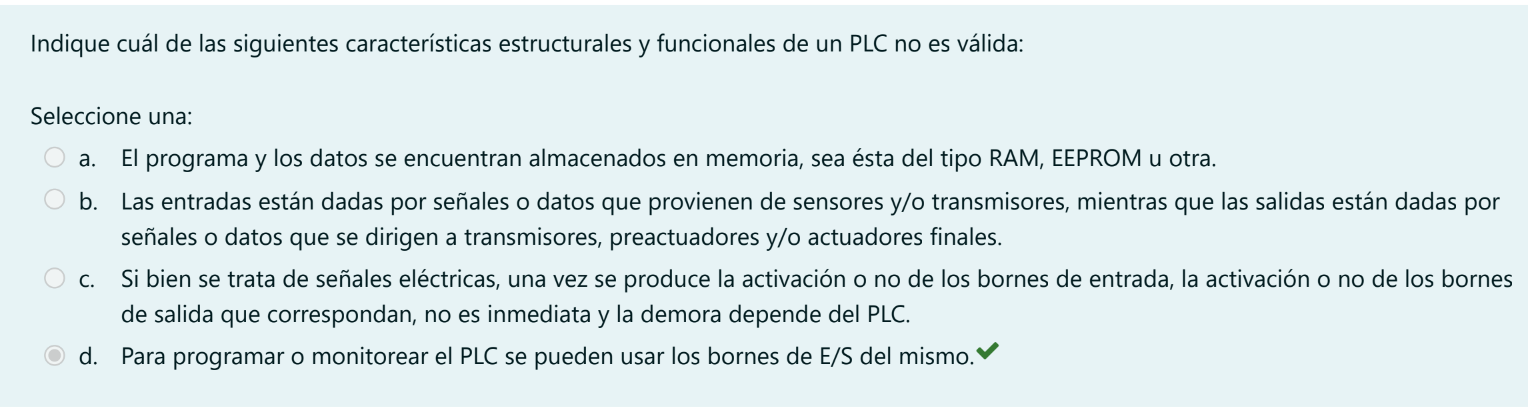 Indique cuál de las siguientes características estructurales y funcionales de un PLC no es válida:
Seleccione una:
a. El programa y los datos se encuentran almacenados en memoria, sea ésta del tipo RAM, EEPROM u otra.
b. Las entradas están dadas por señales o datos que provienen de sensores y/o transmisores, mientras que las salidas están dadas por
señales o datos que se dirigen a transmisores, preactuadores y/o actuadores finales.
c. Si bien se trata de señales eléctricas, una vez se produce la activación o no de los bornes de entrada, la activación o no de los bornes
de salida que correspondan, no es inmediata y la demora depende del PLC.
d. Para programar o monitorear el PLC se pueden usar los bornes de E/S del mismo.